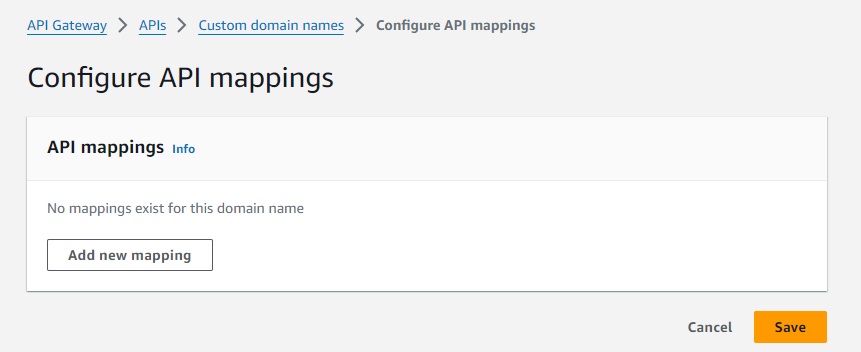 API Gateway > APIs > Custom domain names > Configure API mappings
Configure API mappings
API mappings Info
No mappings exist for this domain name
Add new mapping
Cancel Save